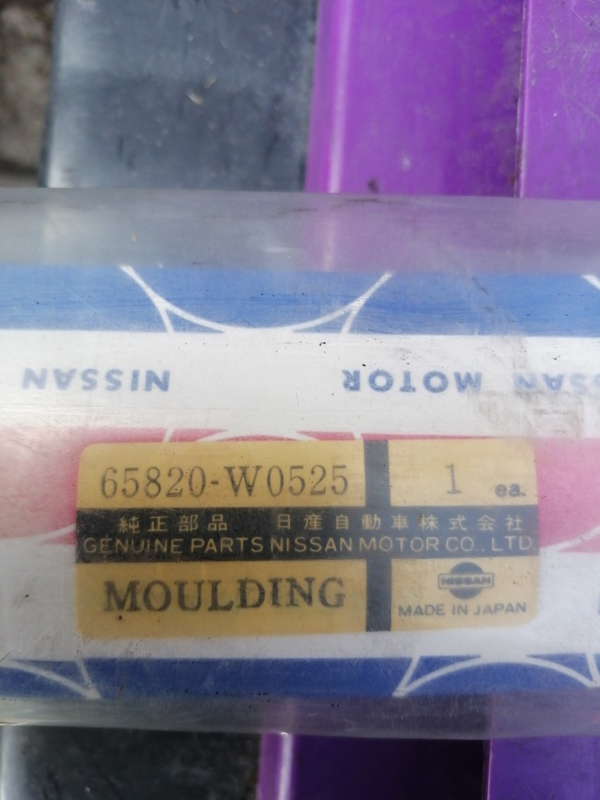 NISSAN
NISSAN MOTOR
65820-W0525 1 ea.
純正部品 日産自動車株式会社
GENUINE PARTS NISSAN MOTOR CO., LTD.
MOULDING
NISSAN
MADE IN JAPAN